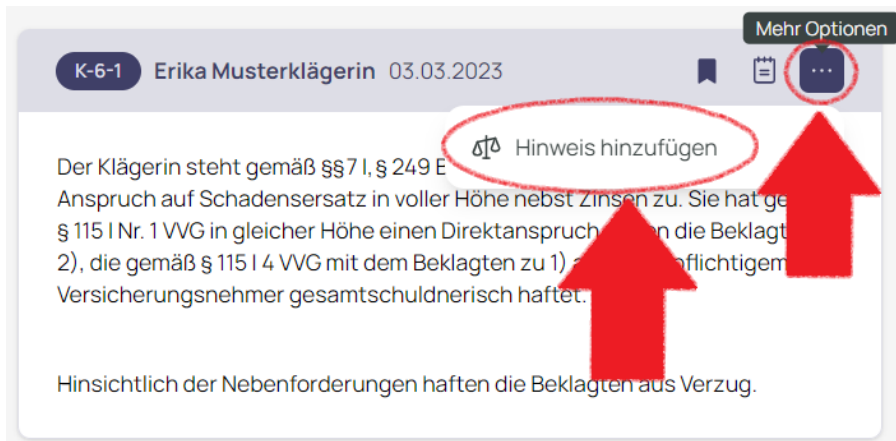 Mehr Optionen
K-6-1 Erika Musterklägerin 03.03.2023
Hinweis hinzufügen
Der Klägerin steht gemäß §§ 7 I, § 249
Anspruch auf Schadensersatz in voller Höhe nebst Zinsen zu. Sie hat
§ 115 I Nr. 1 VVG in gleicher Höhe einen Direktanspruch die
2), die gemäß § 115 I 4 VVG mit dem Beklagten zu 1)
Versicherungsnehmer gesamtschuldnerisch haftet.
Hinsichtlich der Nebenforderungen haften die Beklagten aus Verzug.